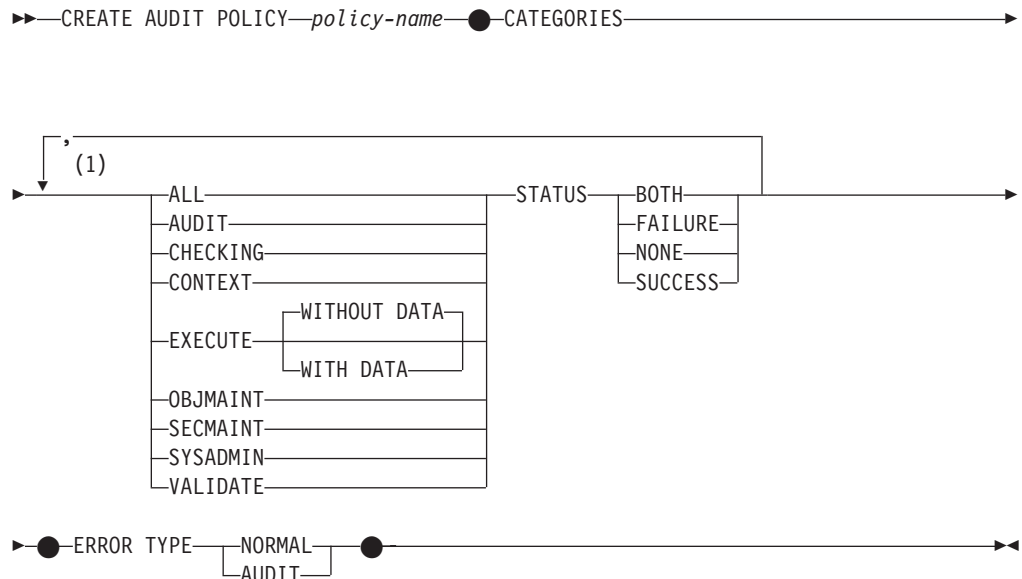 CREATE AUDIT POLICY policy-name CATEGORIES
,
(1)
ALL STATUS BOTH
AUDIT FAILURE
CHECKING NONE
CONTEXT SUCCESS
WITHOUT DATA
EXECUTE
WITH DATA
OBJMAINT
SECMAINT
SYSADMIN
VALIDATE
ERROR TYPE NORMAL
AUDIT